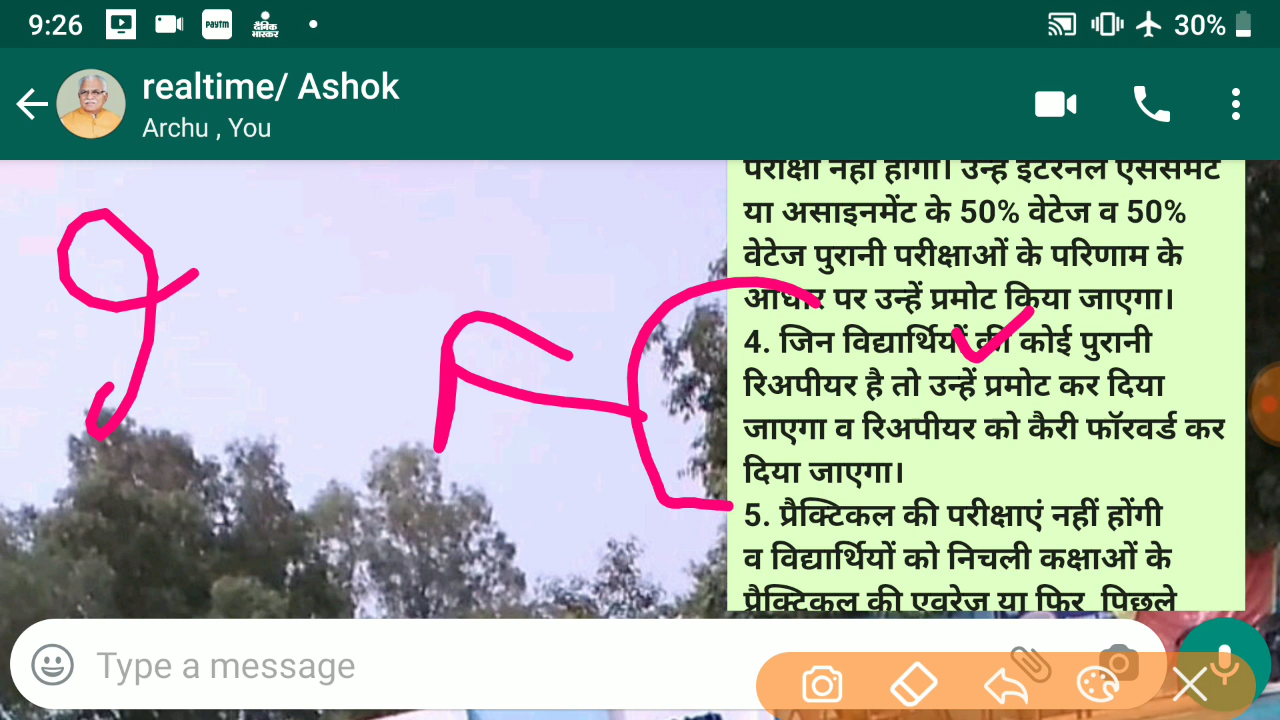 9:26 Paytm दैनिक भास्कर 30%
realtime/ Ashok
Archu , You
परीक्षा नहीं होगी। उन्हें इंटरनल एसेसमेंट
या असाइनमेंट के 50% वेटेज व 50%
वेटेज पुरानी परीक्षाओं के परिणाम के
आधार पर उन्हें प्रमोट किया जाएगा।
4. जिन विद्यार्थियों की कोई पुरानी
रिअपीयर है तो उन्हें प्रमोट कर दिया
जाएगा व रिअपीयर को कैरी फॉरवर्ड कर
दिया जाएगा।
5. प्रैक्टिकल की परीक्षाएं नहीं होंगी
व विद्यार्थियों को निचली कक्षाओं के
प्रैक्टिकल की एवरेज या फिर पिछले
Type a message